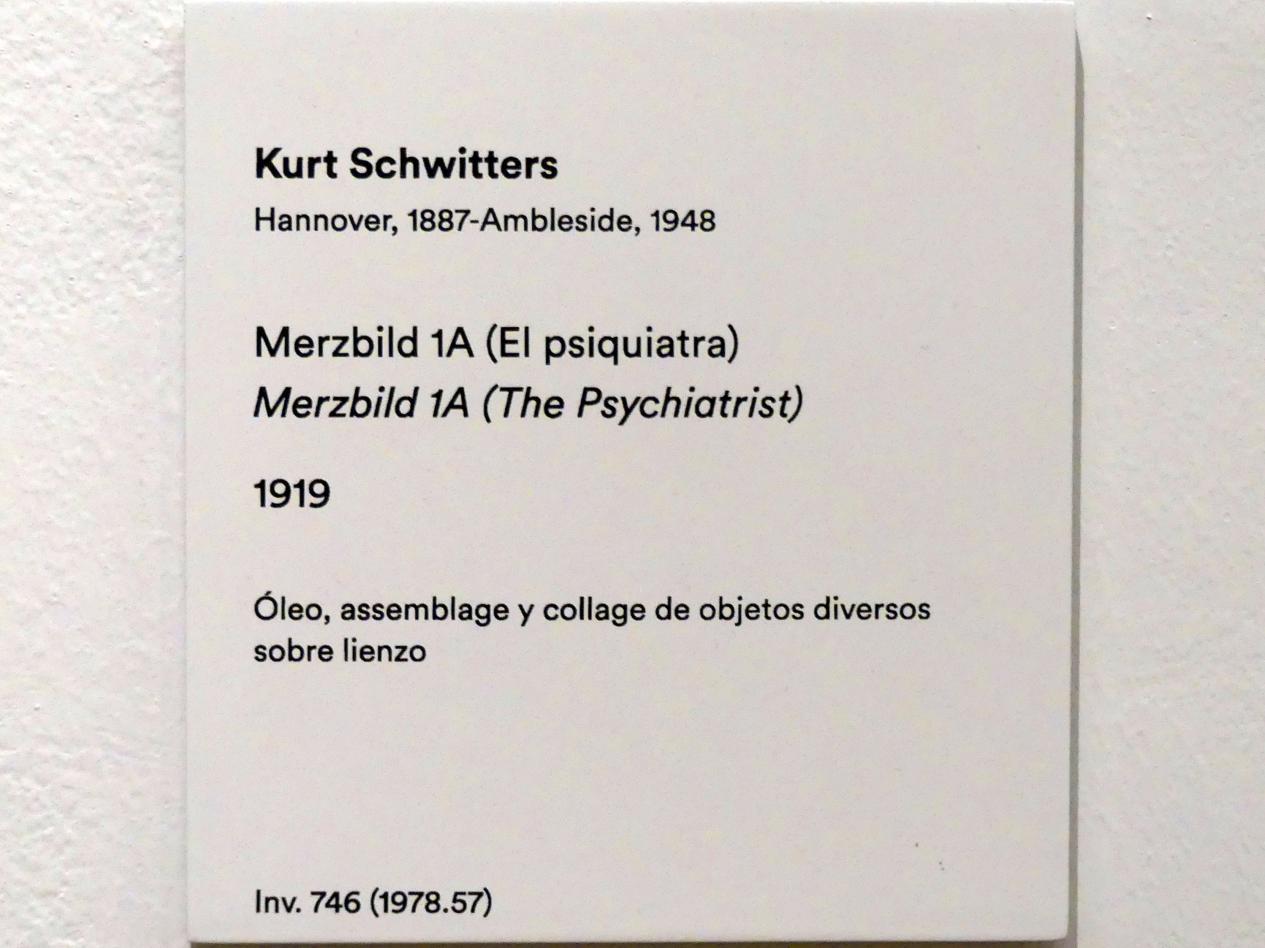 Kurt Schwitters
Hannover, 1887-Ambleside, 1948
Merzbild 1A (El psiquiatra)
Merzbild 1A (The Psychiatrist)
1919
Óleo, assemblage y collage de objetos diversos
sobre lienzo
Inv. 746 (1978.57)